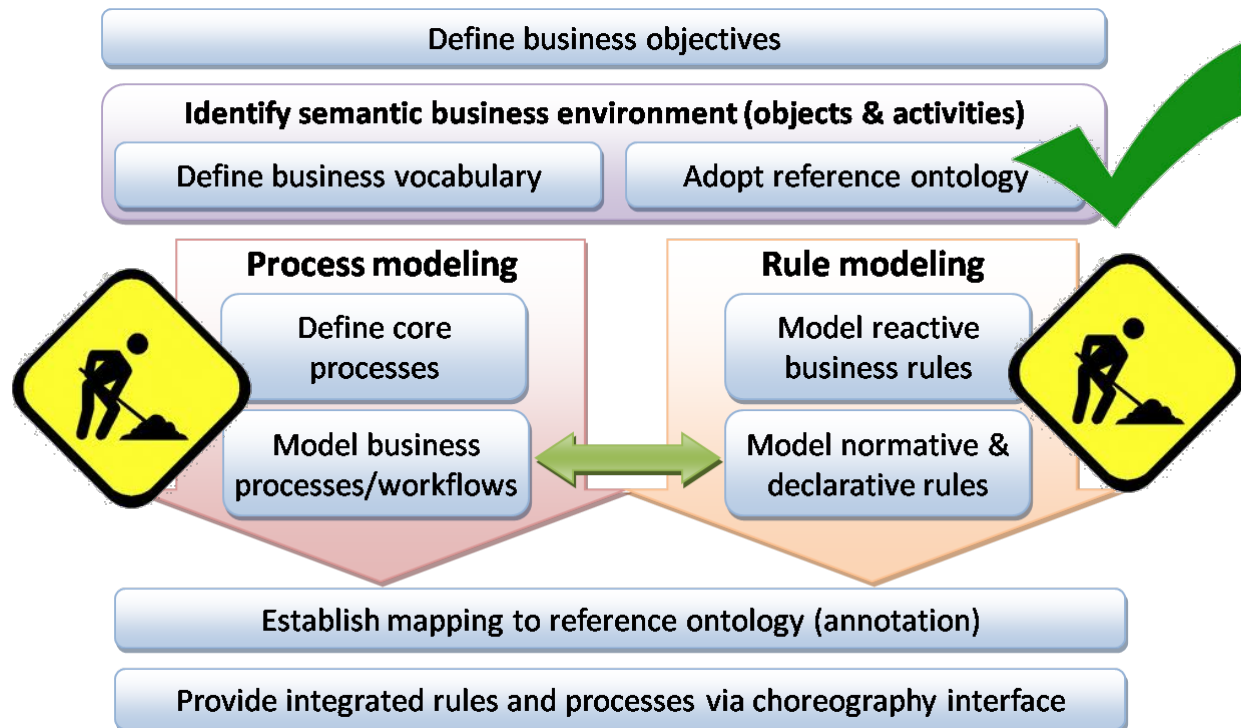 Define business objectives
Identify semantic business environment (objects & activities)
Define business vocabulary
Adopt reference ontology
Process modeling
Define core
processes
Model business
processes/workflows
Rule modeling
Model reactive
business rules
Model normative &
declarative rules
Establish mapping to reference ontology (annotation)
Provide integrated rules and processes via choreography interface